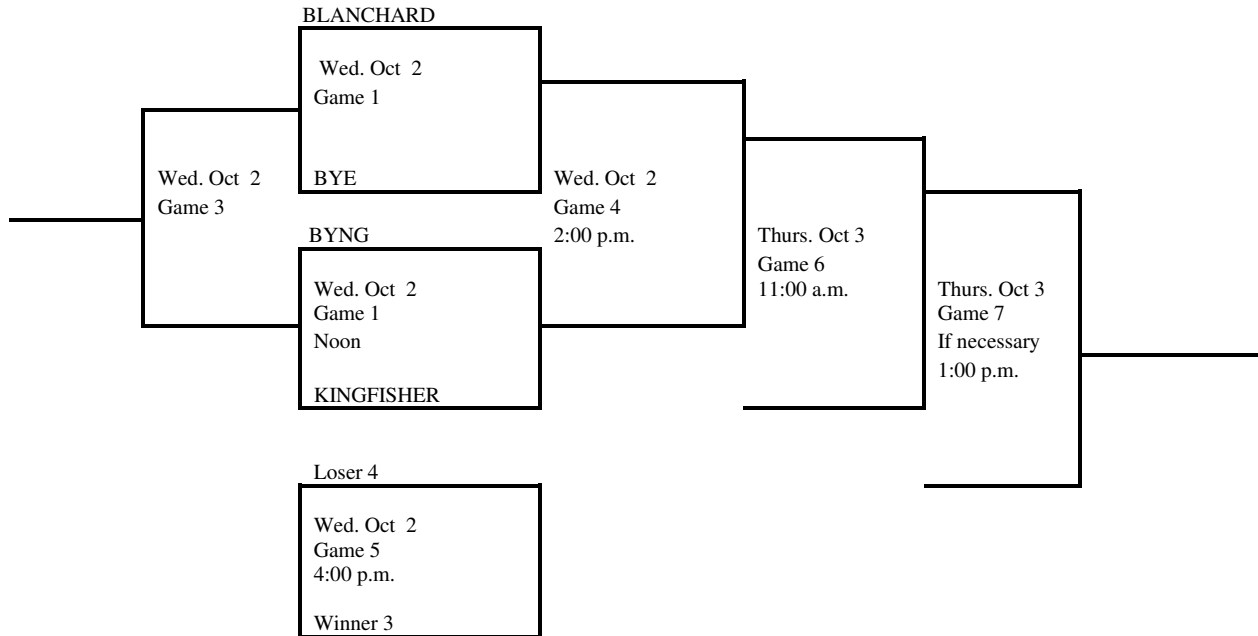 BLANCHARD
Wed. Oct  2
Game 1
BYE
Wed. Oct  2
Game 3
BYNG
Wed. Oct  2
Game 1
Noon
KINGFISHER
Wed. Oct  2
Game 4
2:00 p.m.
Thurs. Oct 3
Game 6
11:00 a.m.
Thurs. Oct 3
Game 7
If necessary
1:00 p.m.
Loser 4
Wed. Oct  2
Game 5
4:00 p.m.
Winner 3